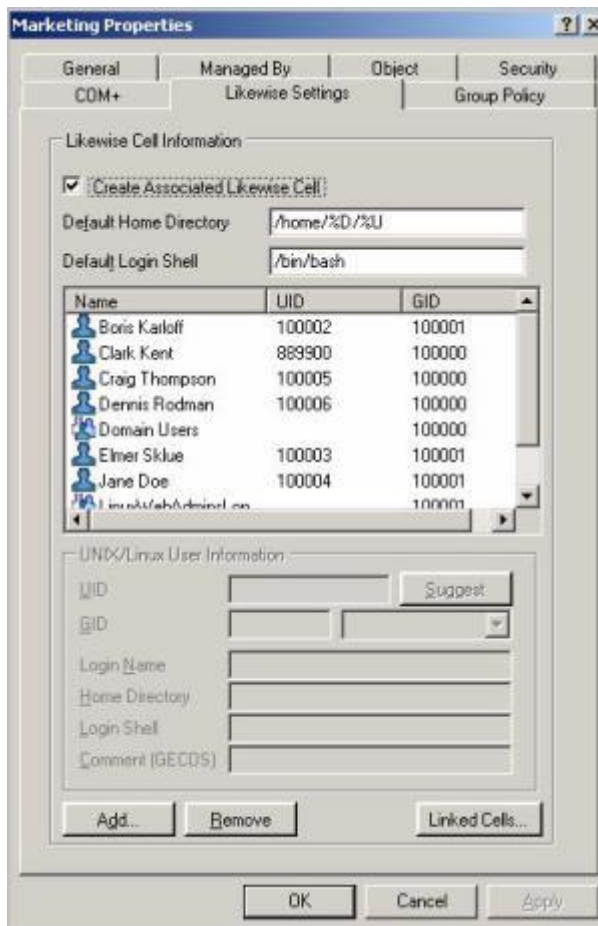 Marketing Properties
General Managed By Object Security
COM+ Likewise Settings Group Policy
Likewise Cell Information
Create Associated Likewise Cell
Default Home Directory /home/%D/%U
Default Login Shell /bin/bash
Name UID GID
Boris Karloff 100002 100001
Clark Kent 889900 100000
Craig Thompson 100005 100000
Dennis Rodman 100006 100000
Domain Users 100000
Elmer Sklue 100003 100001
Jane Doe 100004 100001
100001
UNIX/Linux User Information
UID Suggest
GID
Login Name
Home Directory
Login Shell
Comment (GECOS)
Add... Remove Linked Cells...
OK Cancel Apply